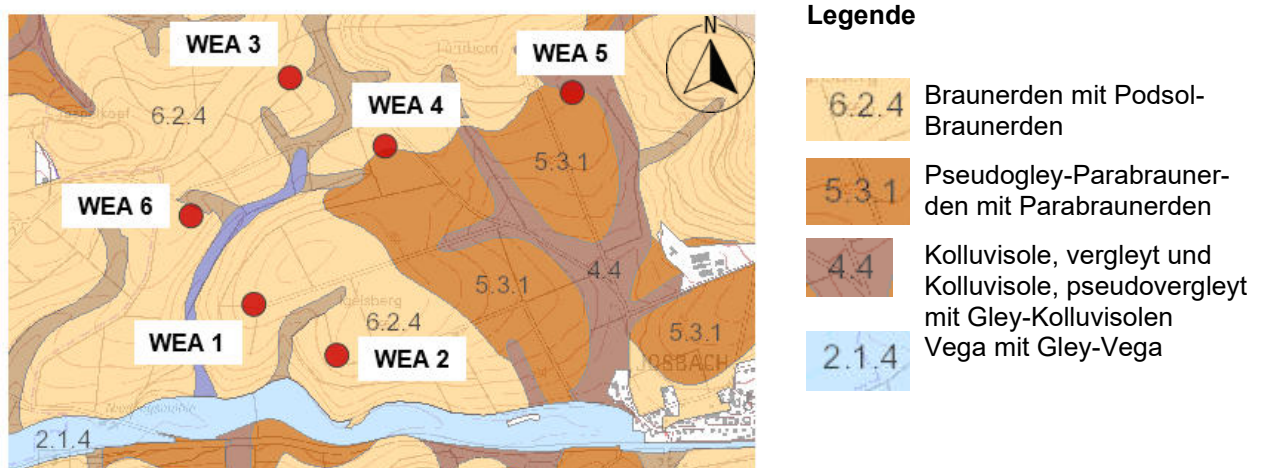 Legende
N
WEA 3
WEA 5
WEA 4
6.2.4
5.3.1
WEA 6
4.4
5.3.1
6.2.4
WEA 1
WEA 2
5.3.1
JOSBACH
2.1.4
6.2.4
Braunerden mit Podsol-
Braunerden
5.3.1
Pseudogley-Parabrauner-
den mit Parabraunerden
4.4
Kolluvisole, vergleyt und
Kolluvisole, pseudovergleyt
mit Gley-Kolluvisolen
2.1.4
Vega mit Gley-Vega